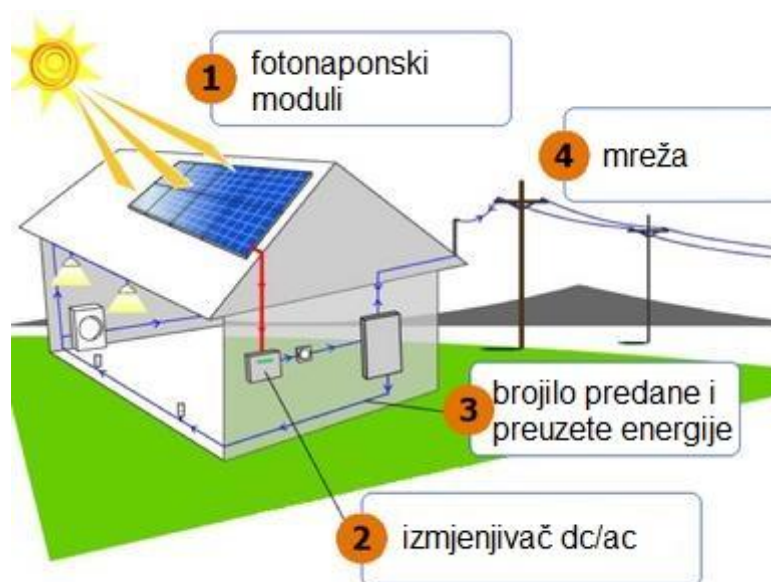 1 fotonaponski
moduli
4 mreža
3 brojilo predane i
preuzete energije
2 izmjenjivač dc/ac